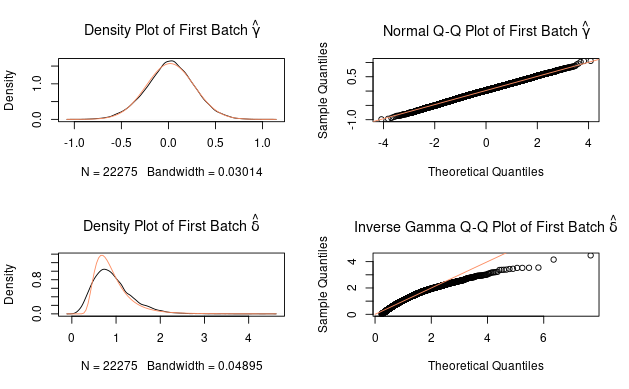 Density Plot of First Batch γ̂
Density
0.0
1.0
-1.0
-0.5
0.0
0.5
1.0
N = 22275 Bandwidth = 0.03014
Normal Q-Q Plot of First Batch γ̂
Sample Quantiles
-1.0
0.5
-4
-2
0
2
4
Theoretical Quantiles
Density Plot of First Batch δ̂
Density
0.0
0.8
0
1
2
3
4
N = 22275 Bandwidth = 0.04895
Inverse Gamma Q-Q Plot of First Batch δ̂
Sample Quantiles
0
2
4
0
2
4
6
Theoretical Quantiles